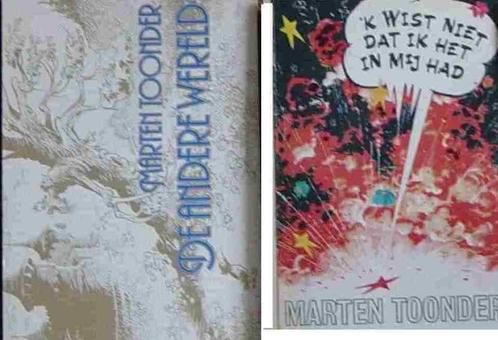 MARTEN TOONDER
DE ANDERE WERELD
'K WIST NIET
DAT IK HET
IN MIJ HAD
MARTEN TOONDER